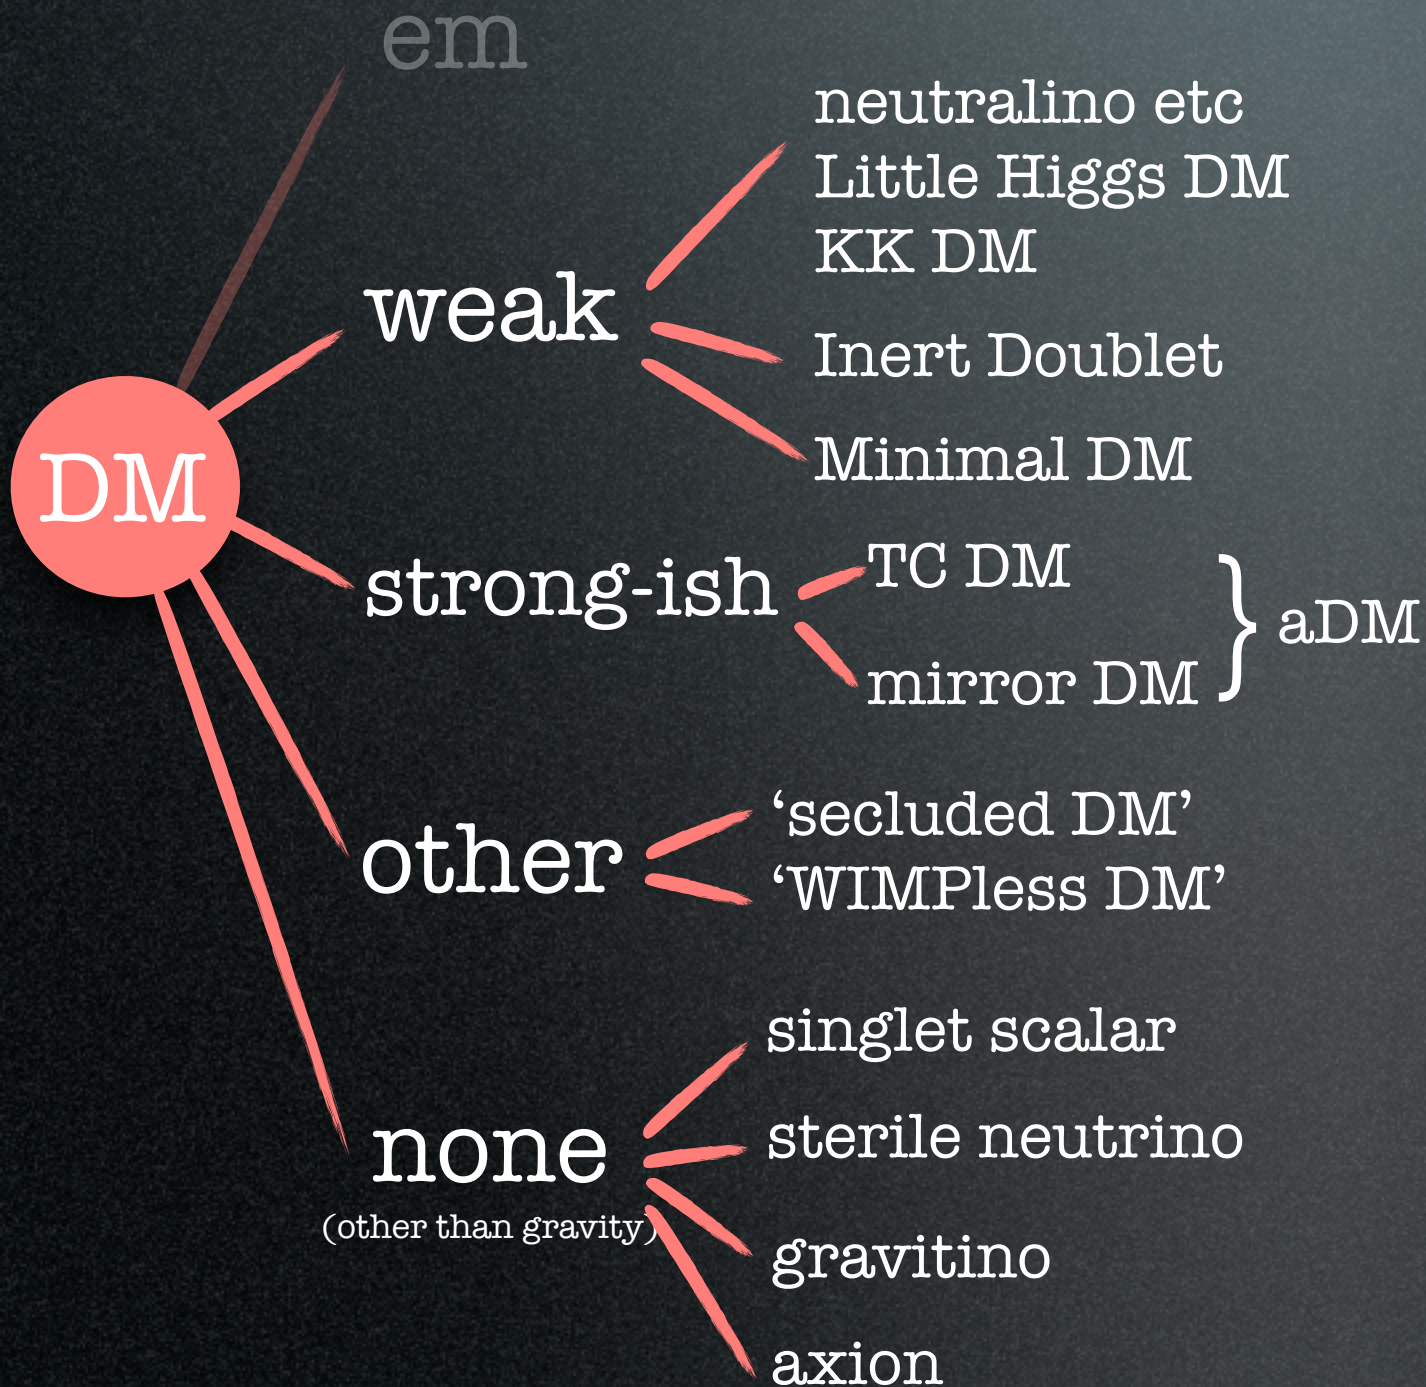 em
neutralino etc
Little Higgs DM
KK DM
weak
Inert Doublet
Minimal DM
DM
TC DM
strong-ish
aDM
mirror DM
‘secluded DM’
other
‘WIMPless DM’
singlet scalar
sterile neutrino
none
(other than gravity)
gravitino
axion